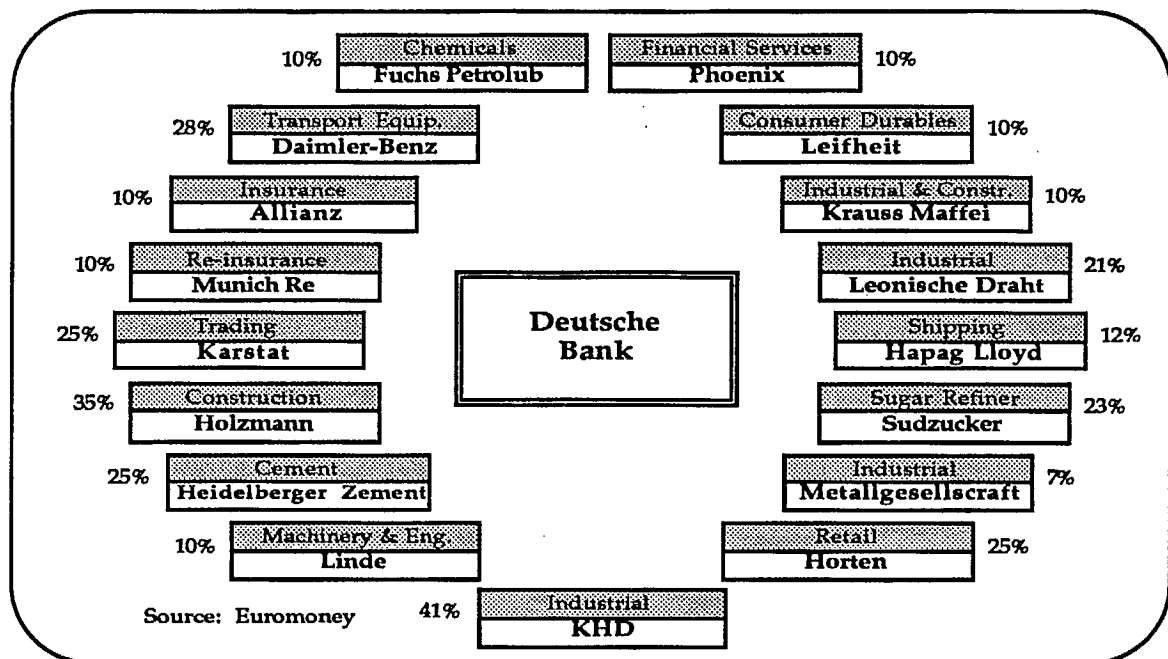 10% Chemicals Financial Services 10%
Fuchs Petrolub Phoenix
28% Transport Equip. Consumer Durables 10%
Daimler-Benz Leifheit
10% Insurance Industrial & Constr. 10%
Allianz Krauss Maffei
10% Re-insurance Industrial 21%
Munich Re Leonische Draht
Deutsche
Bank
25% Trading Shipping 12%
Karstat Hapag Lloyd
35% Construction Sugar Refiner 23%
Holzmann Sudzucker
25% Cement Industrial 7%
Heidelberger Zement Metallgesellscraft
10% Machinery & Eng. Retail 25%
Linde Horten
Source: Euromoney 41% Industrial
KHD